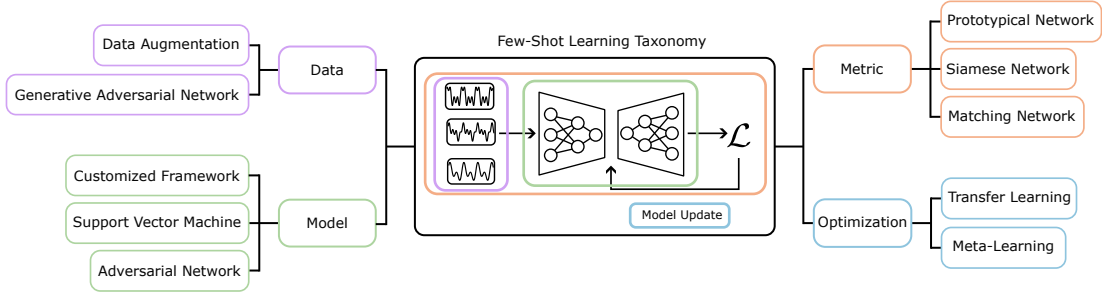 Few-Shot Learning Taxonomy
Data Augmentation
Generative Adversarial Network
Data
Customized Framework
Support Vector Machine
Adversarial Network
Model
ℒ
Model Update
Metric
Prototypical Network
Siamese Network
Matching Network
Optimization
Transfer Learning
Meta-Learning